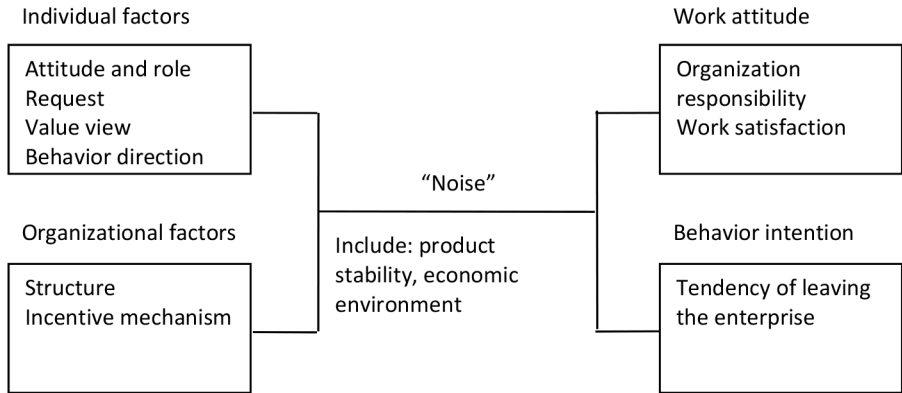 Individual factors
Attitude and role
Request
Value view
Behavior direction
Organizational factors
Structure
Incentive mechanism
“Noise”
Include: product
stability, economic
environment
Work attitude
Organization
responsibility
Work satisfaction
Behavior intention
Tendency of leaving
the enterprise